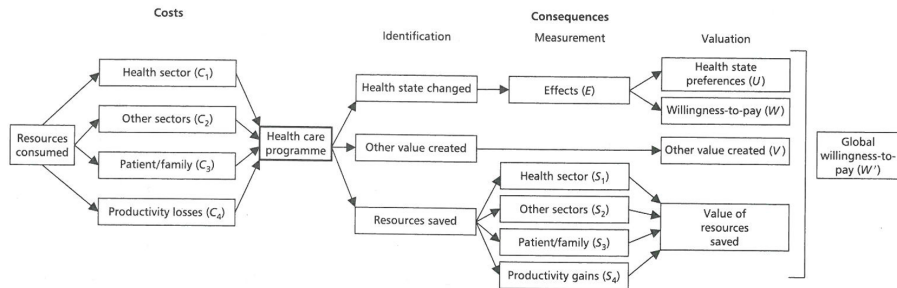 Costs
Consequences
Identification
Measurement
Valuation
Health sector (C₁)
Other sectors (C₂)
Patient/family (C₃)
Productivity losses (C₄)
Resources
consumed
Health care
programme
Health state changed
Other value created
Resources saved
Effects (E)
Health sector (S₁)
Other sectors (S₂)
Patient/family (S₃)
Productivity gains (S₄)
Health state
preferences (U)
Willingness-to-pay (W)
Other value created (V)
Value of
resources
saved
Global
willingness-to-
pay (W')